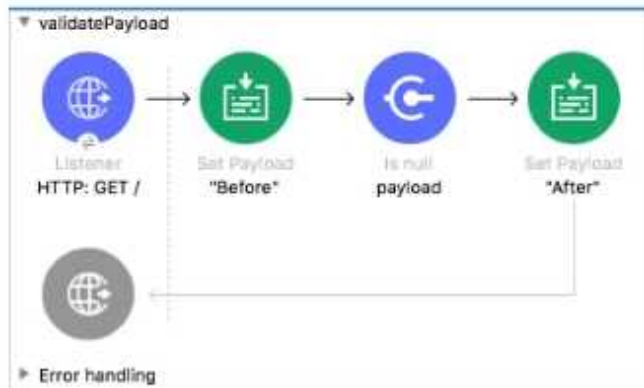 validatePayload
Listener
HTTP: GET /
Set Payload
"Before"
Is null
payload
Set Payload
"After"
Error handling